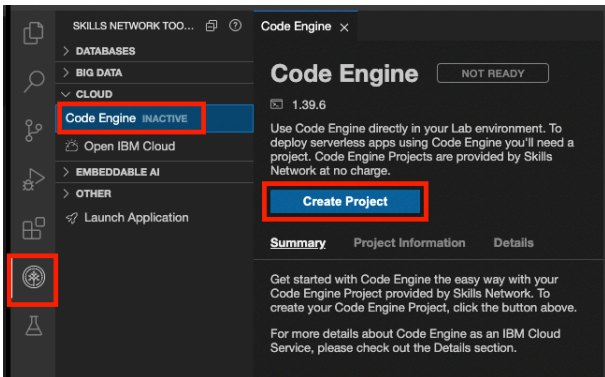 SKILLS NETWORK TOO...
DATABASES
BIG DATA
CLOUD
Code Engine INACTIVE
Open IBM Cloud
EMBEDDABLE AI
OTHER
Launch Application
Code Engine
Code Engine NOT READY
1.39.6
Use Code Engine directly in your Lab environment. To
deploy serverless apps using Code Engine you'll need a
project. Code Engine Projects are provided by Skills
Network at no charge.
Create Project
Summary Project Information Details
Get started with Code Engine the easy way with your
Code Engine Project provided by Skills Network. To
create your Code Engine Project, click the button above.
For more details about Code Engine as an IBM Cloud
Service, please check out the Details section.